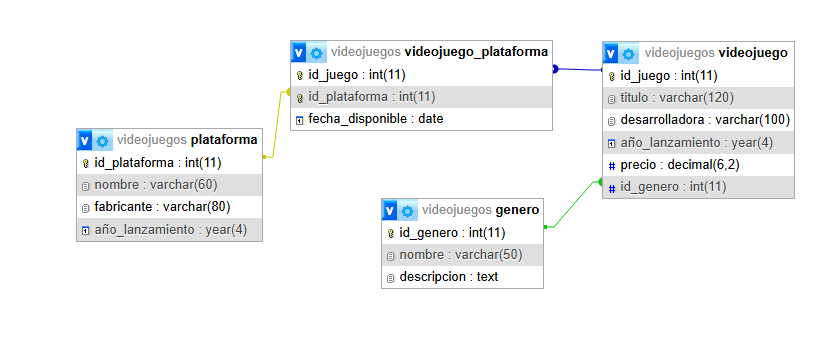 videojuegos videojuego_plataforma
id_juego : int(11)
id_plataforma : int(11)
fecha_disponible : date
videojuegos videojuego
id_juego : int(11)
titulo : varchar(120)
desarrolladora : varchar(100)
año_lanzamiento : year(4)
precio : decimal(6,2)
id_genero : int(11)
videojuegos plataforma
id_plataforma : int(11)
nombre : varchar(60)
fabricante : varchar(80)
año_lanzamiento : year(4)
videojuegos genero
id_genero : int(11)
nombre : varchar(50)
descripcion : text